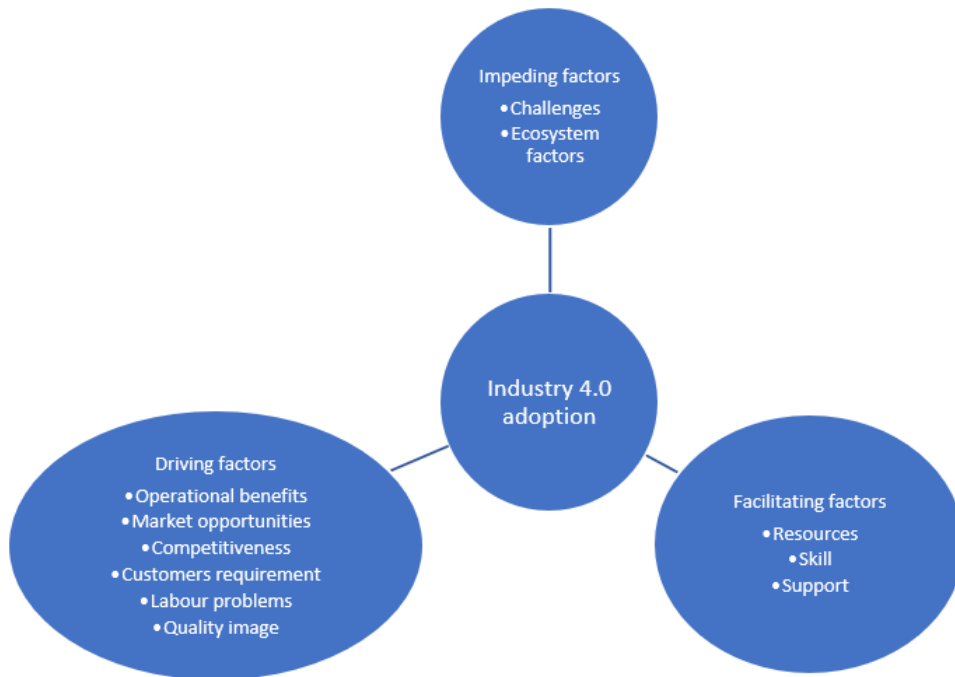 Impeding factors
•Challenges
•Ecosystem
factors
Industry 4.0
adoption
Driving factors
•Operational benefits
•Market opportunities
•Competitiveness
•Customers requirement
•Labour problems
•Quality image
Facilitating factors
•Resources
•Skill
•Support